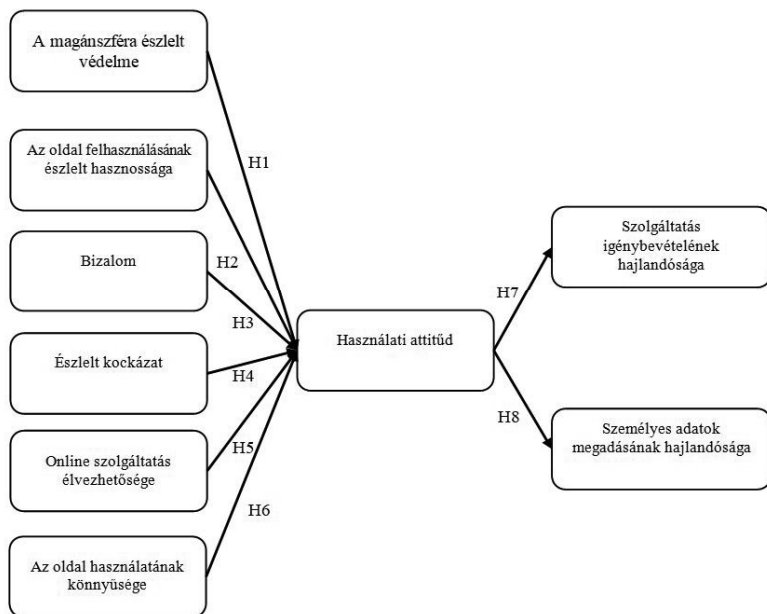 A magánszféra észlelt
védelme
Az oldal felhasználásának
észlelt hasznossága
H1
Bizalom
H2
H3
Észlelt kockázat
H4
Online szolgáltatás
élvezhetősége
H5
H6
Az oldal használatának
könnyüsége
Használati attitűd
H7
Szolgáltatás
igénybevételének
hajlandósága
H8
Személyes adatok
megadásának hajlandósága